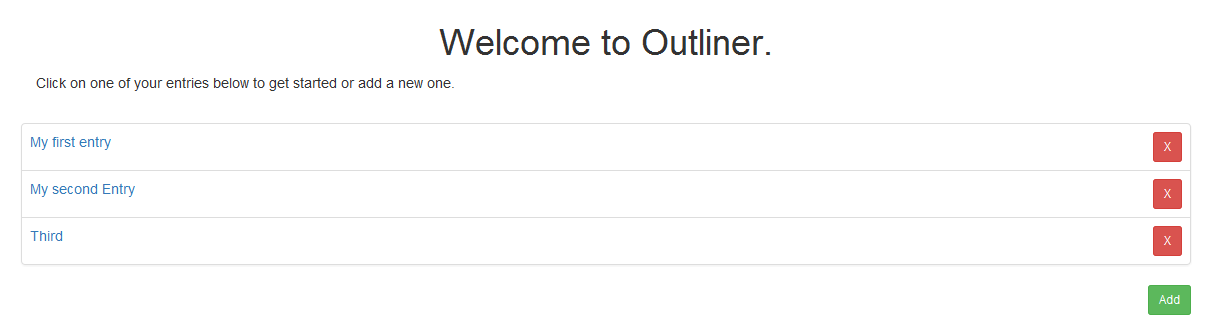 Welcome to Outliner.
Click on one of your entries below to get started or add a new one.
My first entry
X
My second Entry
X
Third
X
Add